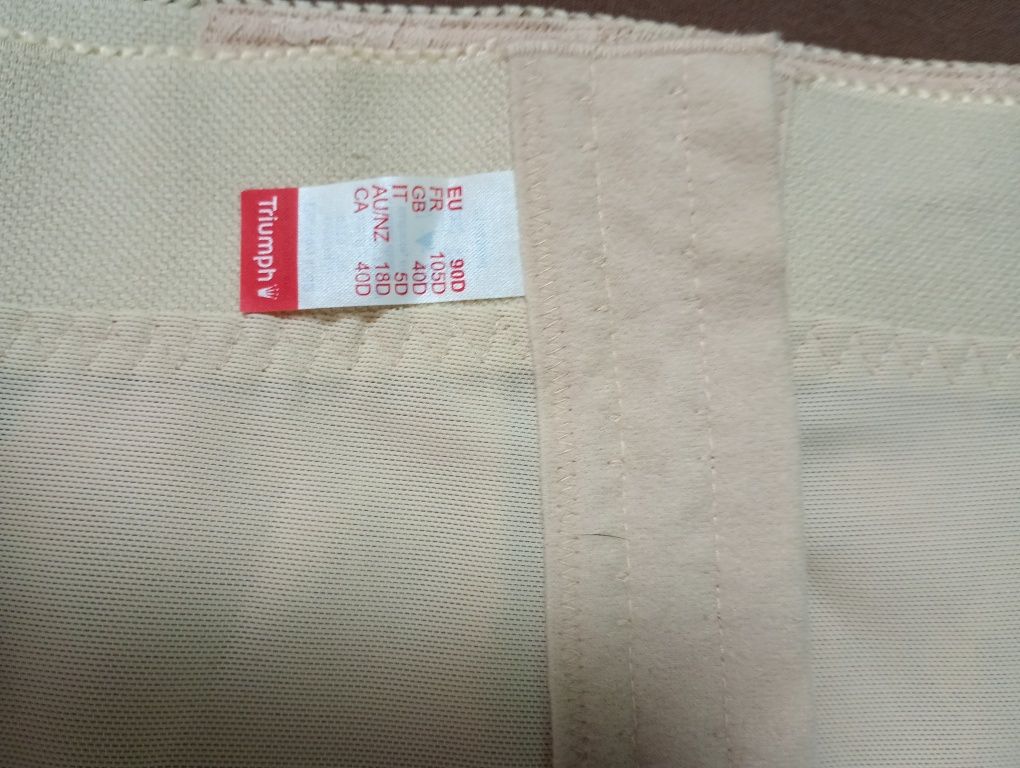 Triumph
EU 90D
FR 105D
GB 40D
IT 5D
AU/NZ 18D
CA 40D